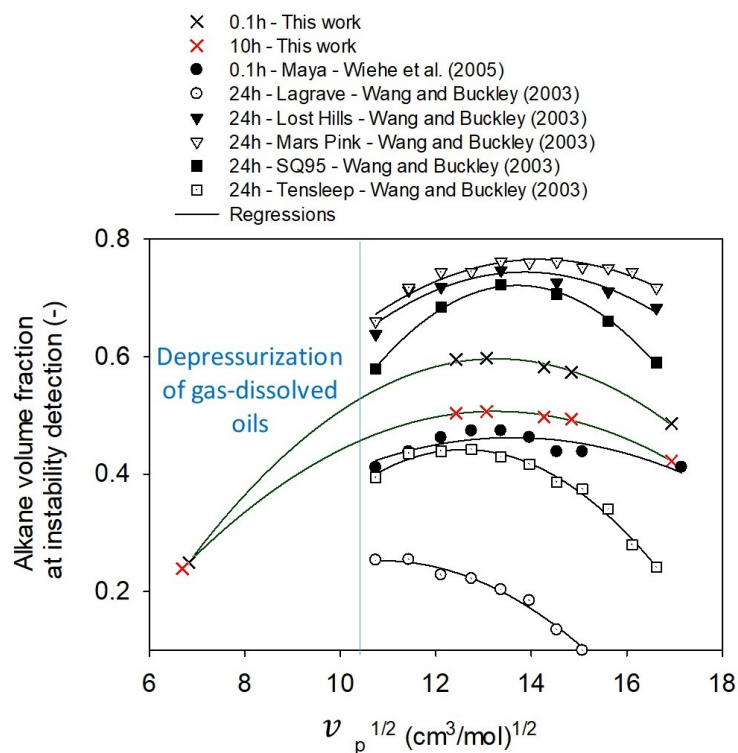 0.1h - This work
10h - This work
0.1h - Maya - Wiehe et al. (2005)
24h - Lagrave - Wang and Buckley (2003)
24h - Lost Hills - Wang and Buckley (2003)
24h - Mars Pink - Wang and Buckley (2003)
24h - SQ95 - Wang and Buckley (2003)
24h - Tensleep - Wang and Buckley (2003)
Regressions
Alkane volume fraction
at instability detection (-)
0.8
0.6
0.4
0.2
Depressurization
of gas-dissolved
oils
6 8 10 12 14 16 18
v p 1/2 (cm3/mol)1/2